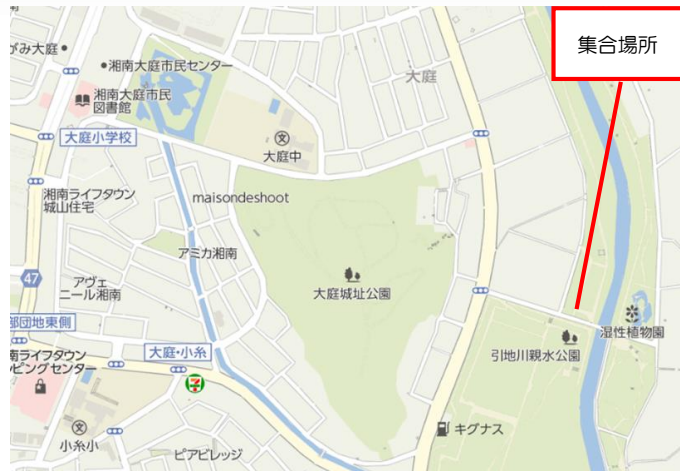 集合場所
がみ大庭
湘南大庭市民センター
大庭
湘南大庭市民
図書館
大庭小学校
文
大庭中
湘南ライフタウン
城山住宅
maisondeshoot
アミカ湘南
47
アヴェ
ニール湘南
大庭城址公園
湿性植物園
部団地東側
引地川親水公園
南ライフタウン
ッピングセンター
大庭・小糸
7
キグナス
文
小糸小
ピアビレッジ